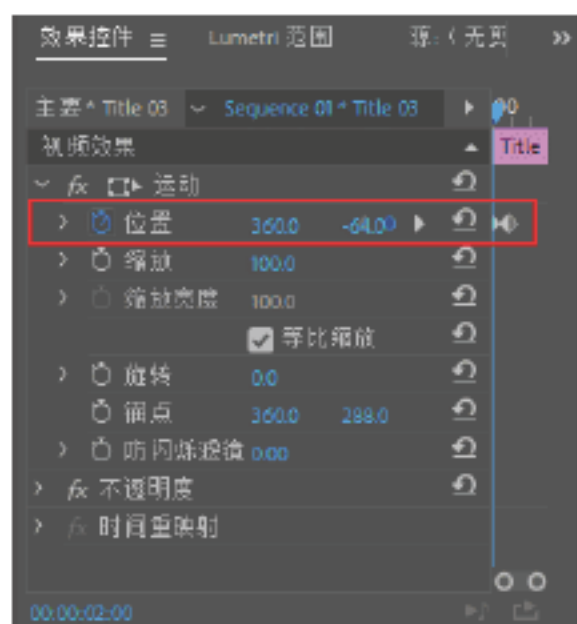 效果控件 ≡ Lumetri 范围 源:（无剪 »
主要 * Title 03 Sequence 01 * Title 03 00
视频效果 Title
fx 运动
位置 360.0 -64.0
缩放 100.0
缩放宽度 100.0
等比缩放
旋转 0.0
锚点 360.0 288.0
防闪烁滤镜 0.00
fx 不透明度
fx 时间重映射
00:00:02:00